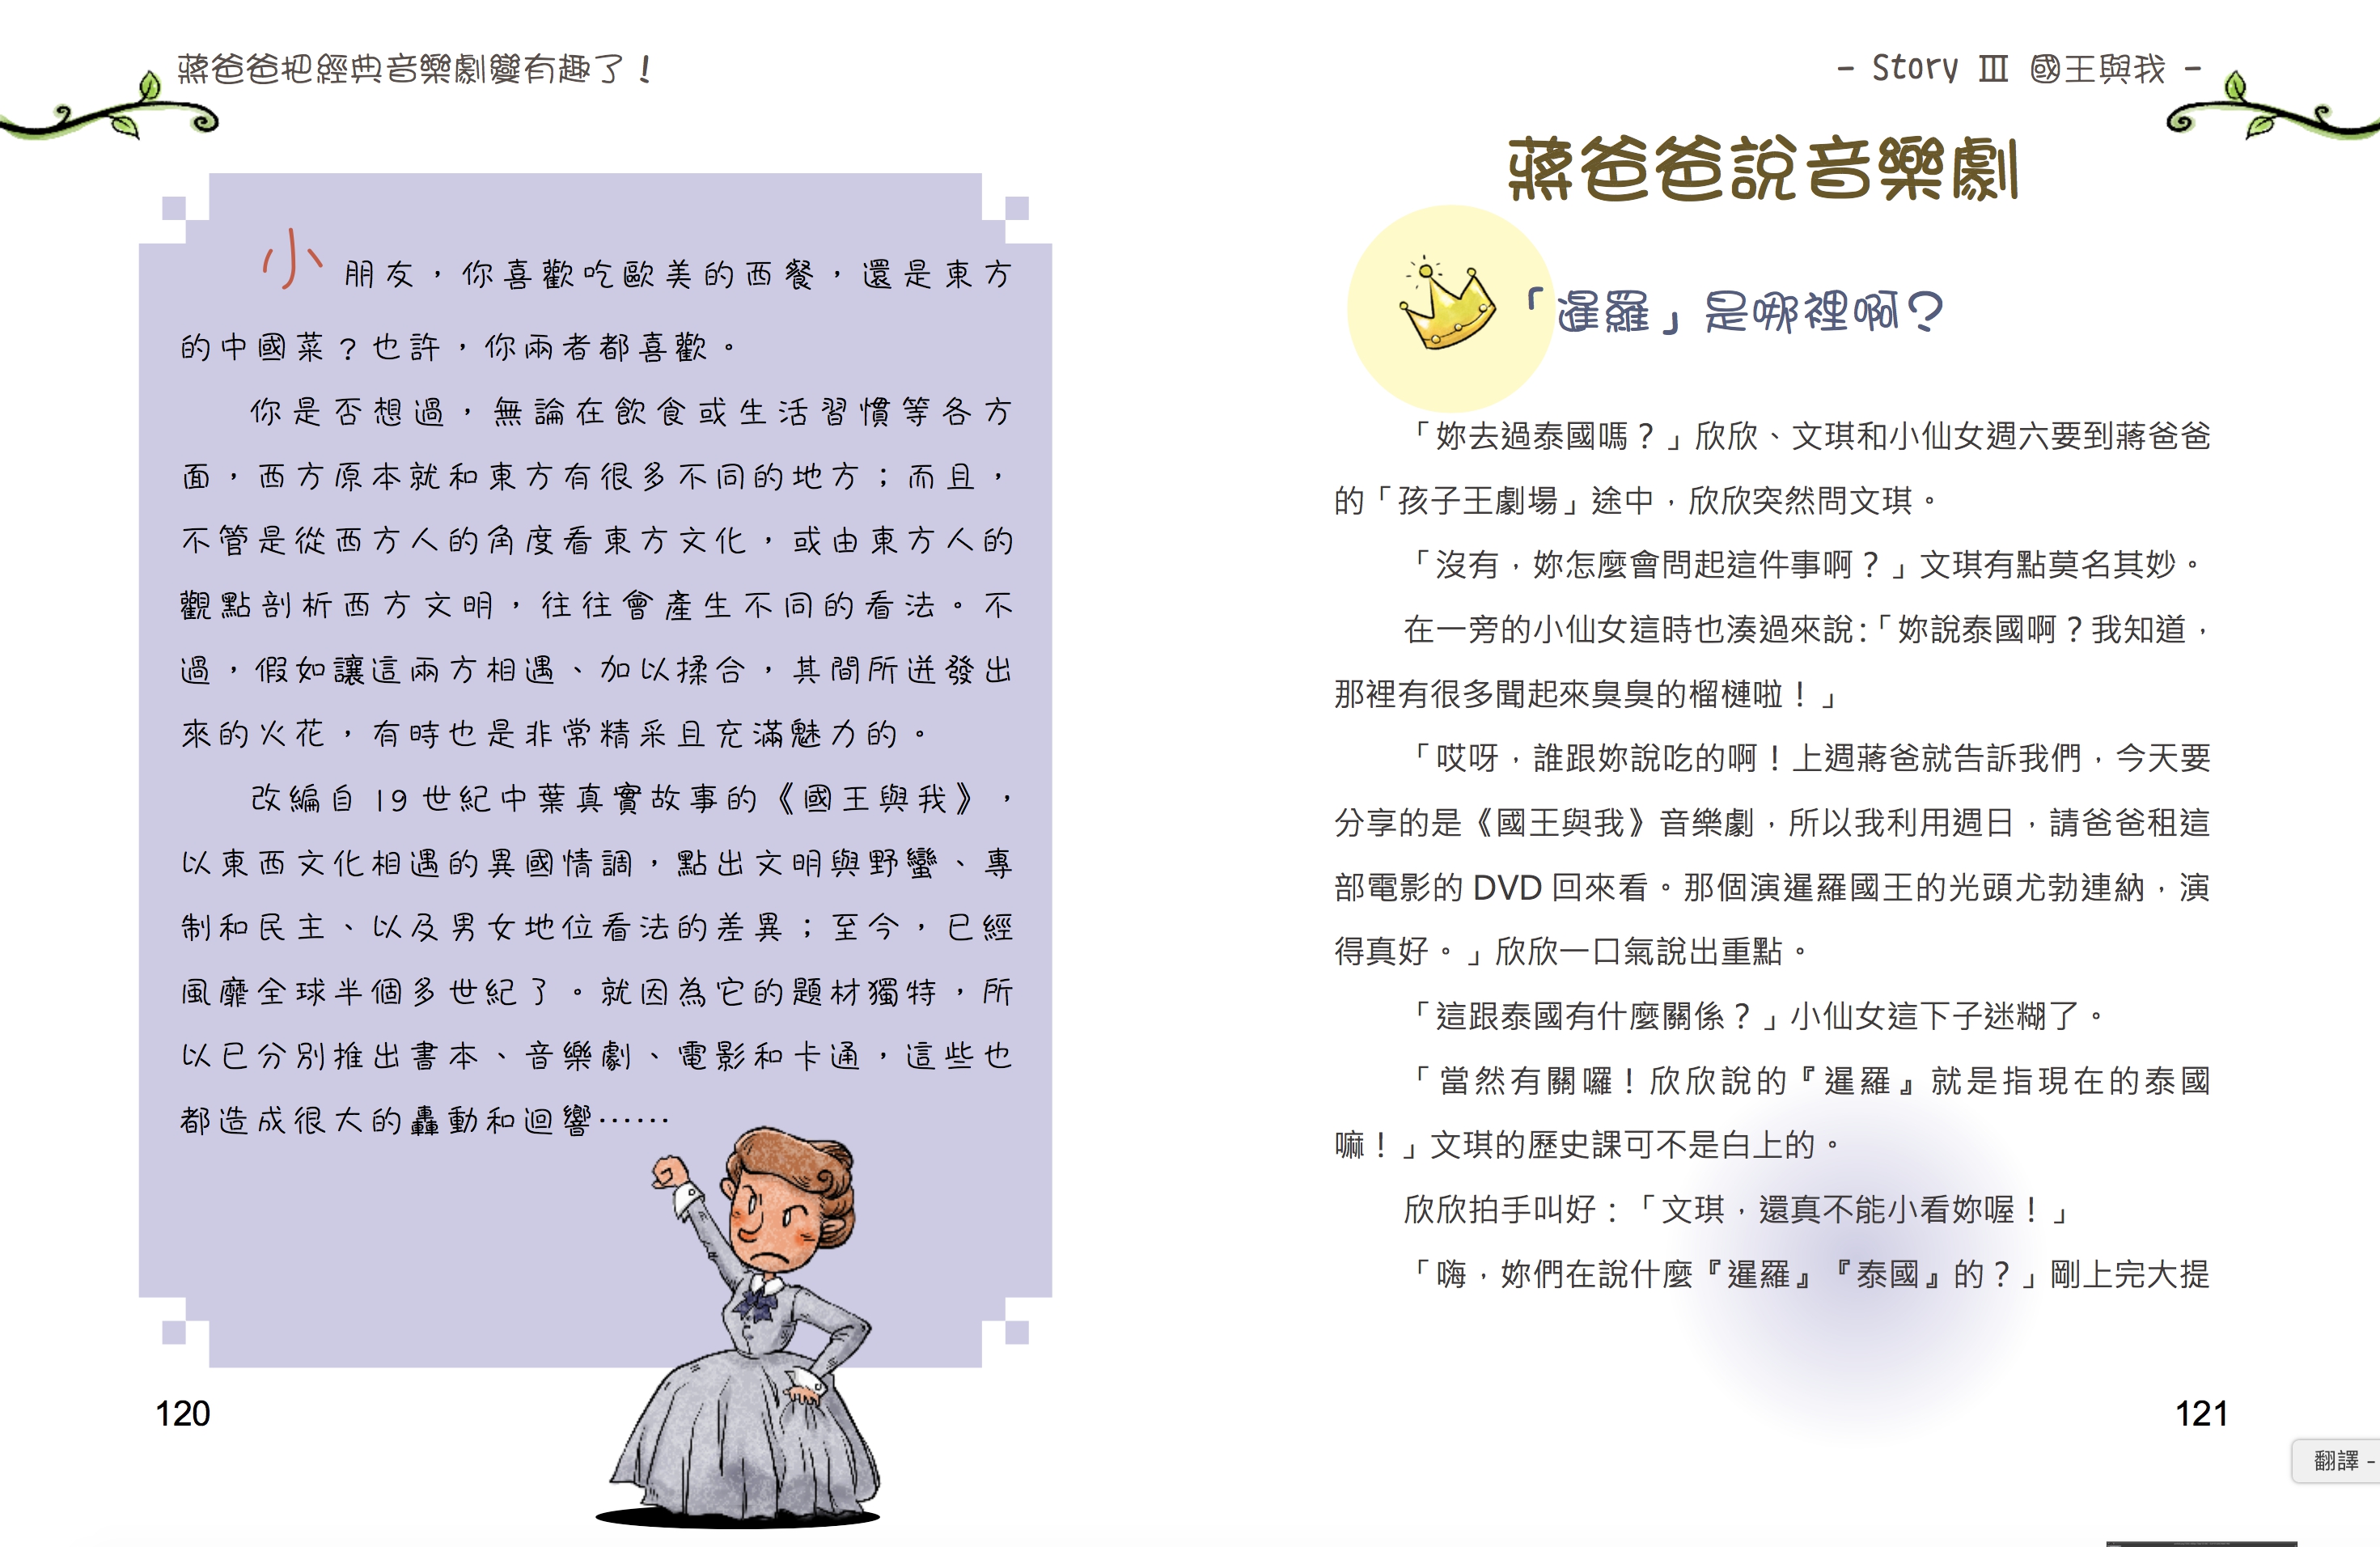 蔣爸爸把經典音樂劇變有趣了！
小朋友，你喜歡吃歐美的西餐，還是東方
的中國菜？也許，你兩者都喜歡。
你是否想過，無論在飲食或生活習慣等各方
面，西方原本就和東方有很多不同的地方；而且，
不管是從西方人的角度看東方文化，或由東方人的
觀點剖析西方文明，往往會產生不同的看法。不
過，假如讓這兩方相遇、加以揉合，其間所迸發出
來的火花，有時也是非常精采且充滿魅力的。
改編自 19 世紀中葉真實故事的《國王與我》，
以東西文化相遇的異國情調，點出文明與野蠻、專
制和民主、以及男女地位看法的差異；至今，已經
風靡全球半個多世紀了。就因為它的題材獨特，所
以已分別推出書本、音樂劇、電影和卡通，這些也
都造成很大的轟動和迴響……
120
- Story Ⅲ 國王與我 -
蔣爸爸說音樂劇
「暹羅」是哪裡啊？
「妳去過泰國嗎？」欣欣、文琪和小仙女週六要到蔣爸爸
的「孩子王劇場」途中，欣欣突然問文琪。
「沒有，妳怎麼會問起這件事啊？」文琪有點莫名其妙。
在一旁的小仙女這時也湊過來說：「妳說泰國啊？我知道，
那裡有很多聞起來臭臭的榴槤啦！」
「哎呀，誰跟妳說吃的啊！上週蔣爸就告訴我們，今天要
分享的是《國王與我》音樂劇，所以我利用週日，請爸爸租這
部電影的 DVD 回來看。那個演暹羅國王的光頭尤勃連納，演
得真好。」欣欣一口氣說出重點。
「這跟泰國有什麼關係？」小仙女這下子迷糊了。
「當然有關囉！欣欣說的『暹羅』就是指現在的泰國
嘛！」文琪的歷史課可不是白上的。
欣欣拍手叫好：「文琪，還真不能小看妳喔！」
「嗨，妳們在說什麼『暹羅』『泰國』的？」剛上完大提
121
翻譯 -